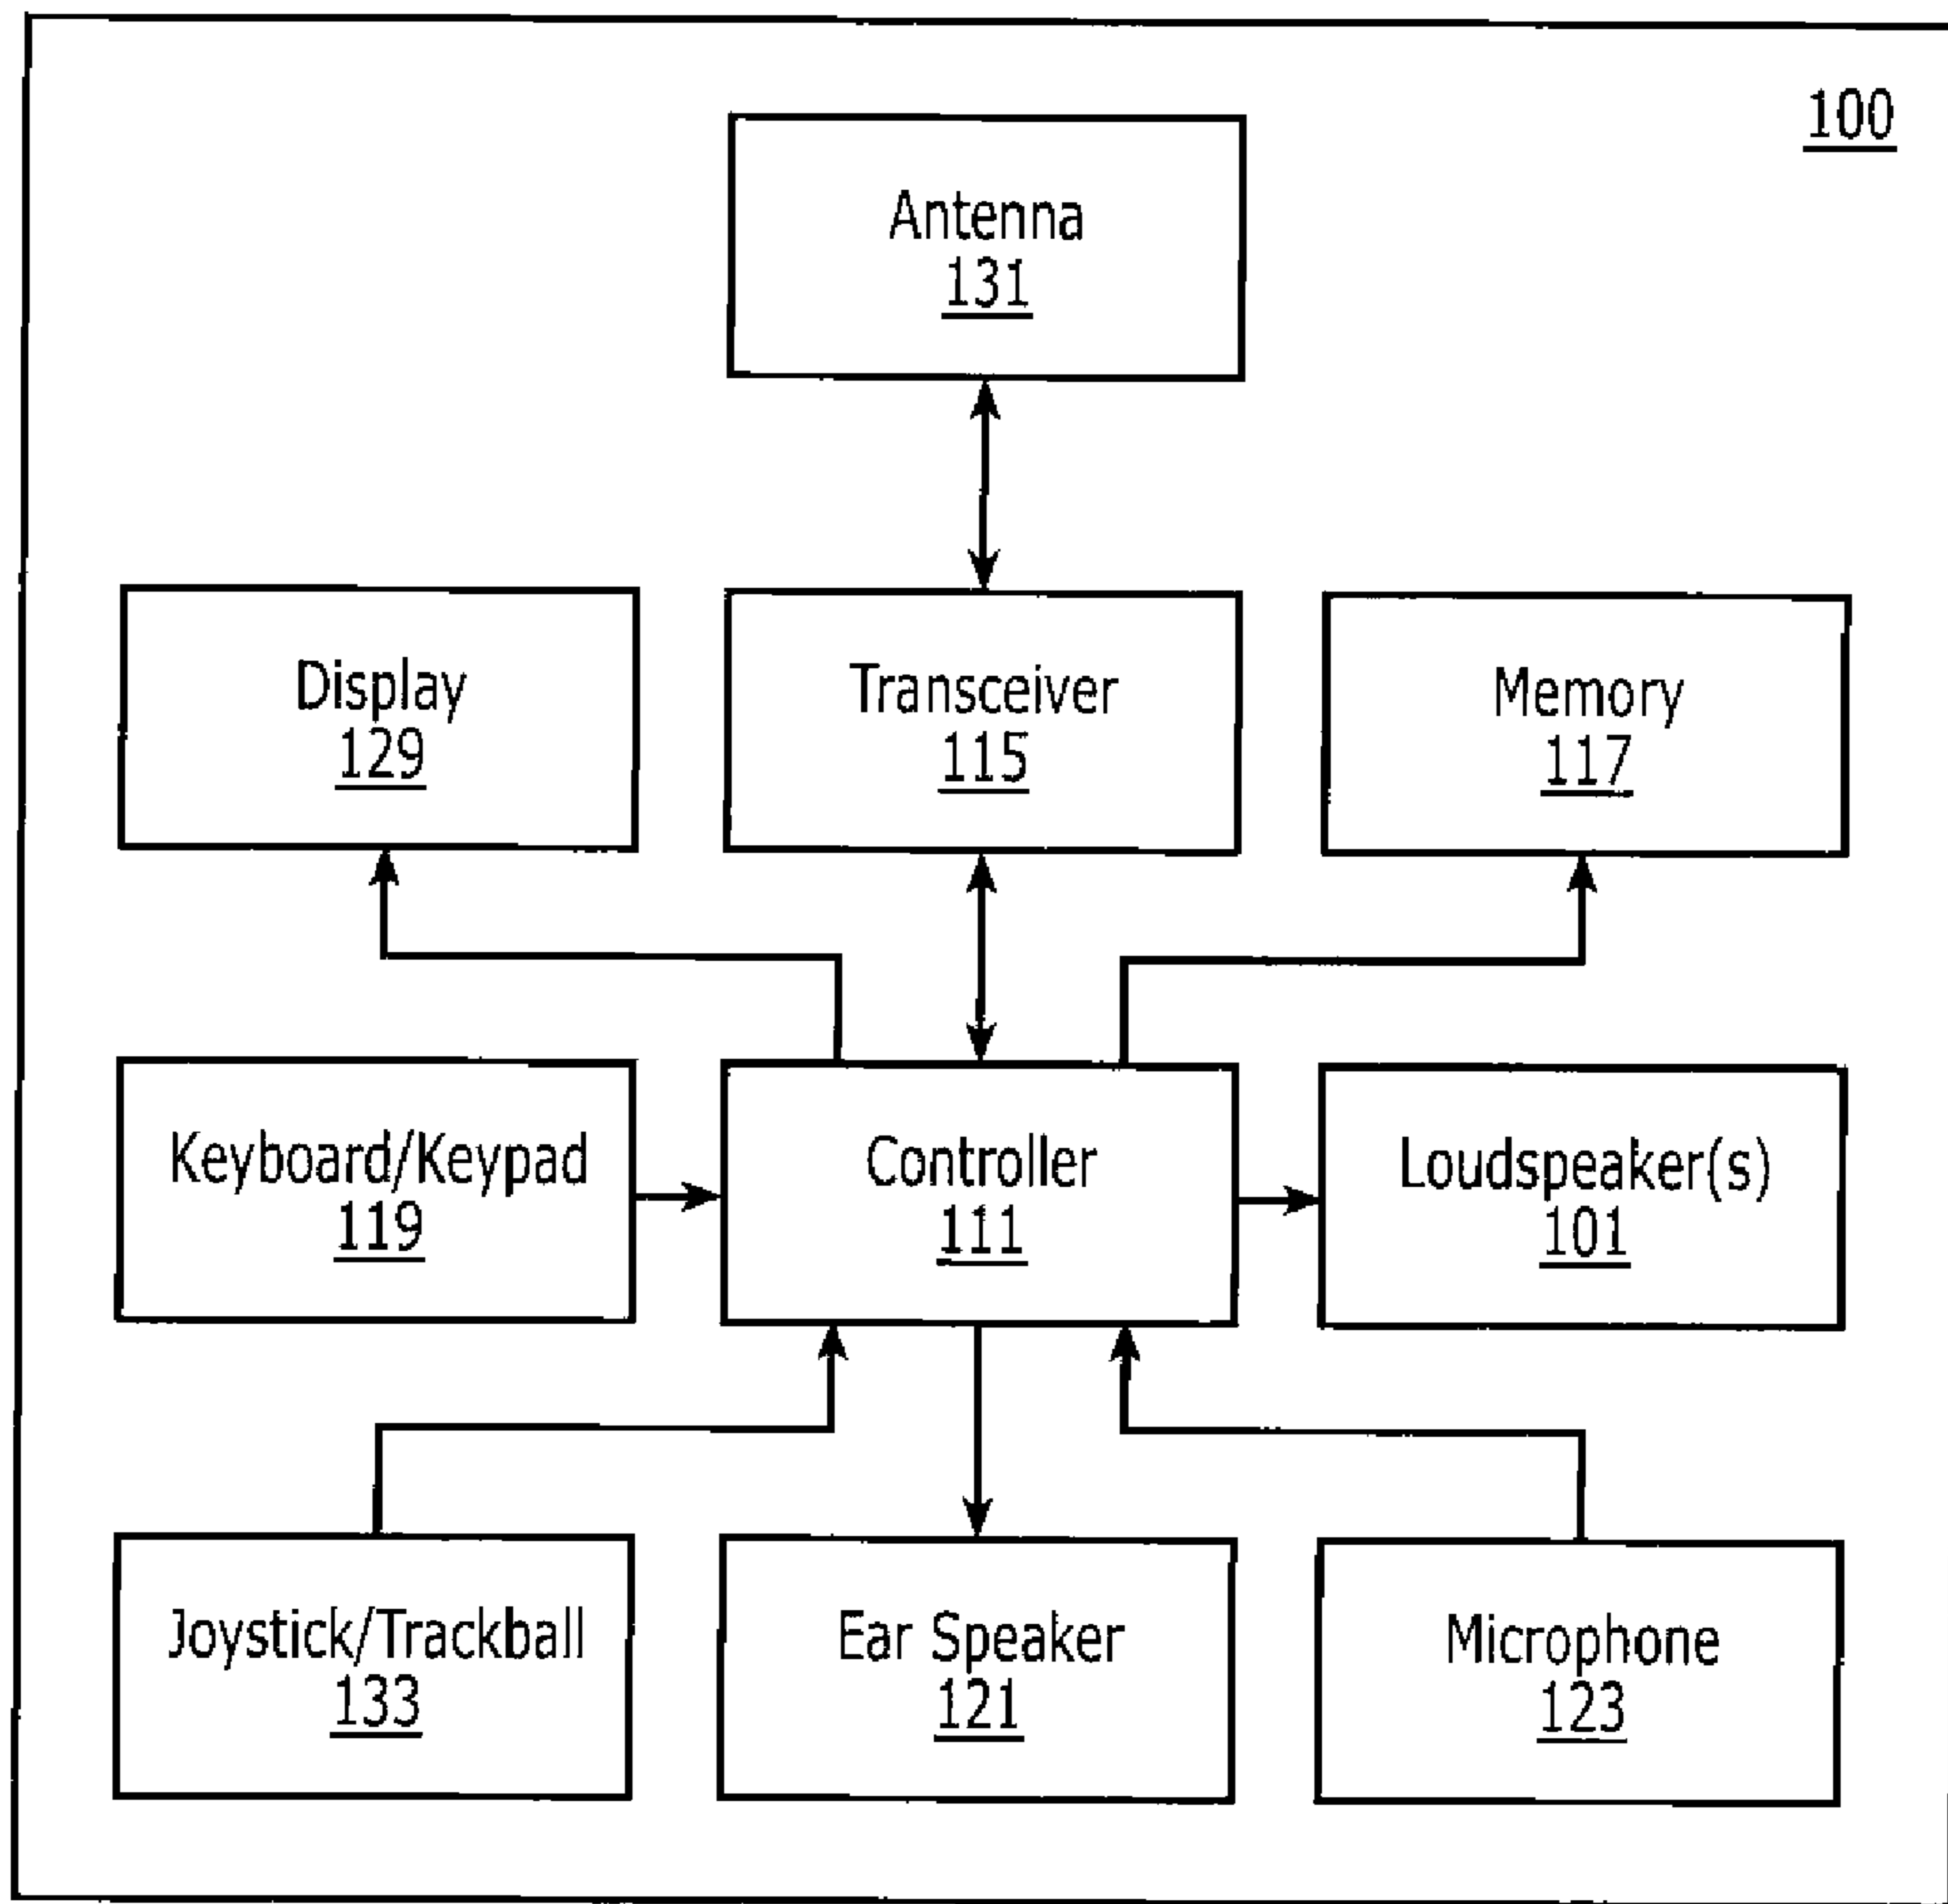 100
Antenna
131
Display
129
Transceiver
115
Memory
117
Keyboard/Keypad
119
Controller
111
Loudspeaker(s)
101
Joystick/Trackball
133
Ear Speaker
121
Microphone
123